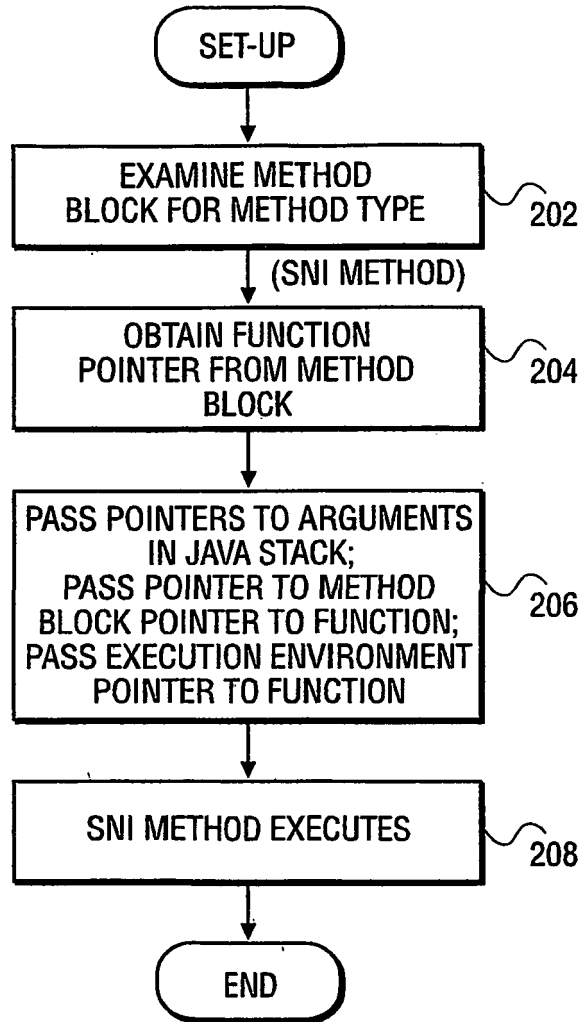 SET-UP
EXAMINE METHOD
BLOCK FOR METHOD TYPE
202
(SNI METHOD)
OBTAIN FUNCTION
POINTER FROM METHOD
BLOCK
204
PASS POINTERS TO ARGUMENTS
IN JAVA STACK;
PASS POINTER TO METHOD
BLOCK POINTER TO FUNCTION;
PASS EXECUTION ENVIRONMENT
POINTER TO FUNCTION
206
SNI METHOD EXECUTES
208
END